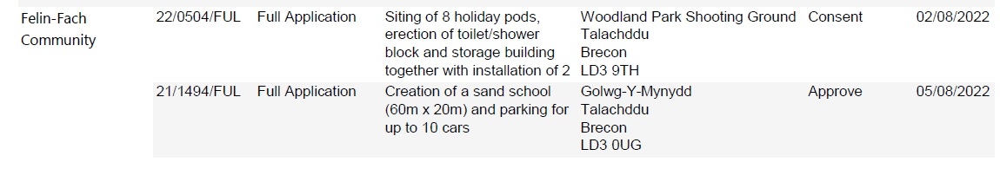 Felin-Fach 22/0504/FUL Full Application Siting of 8 holiday pods, Woodland Park Shooting Ground Consent 02/08/2022
Community erection of toilet/shower Talachddu
block and storage building Brecon
together with installation of 2 LD3 9TH
21/1494/FUL Full Application Creation of a sand school Golwg-Y-Mynydd Approve 05/08/2022
(60m x 20m) and parking for Talachddu
up to 10 cars Brecon
LD3 0UG